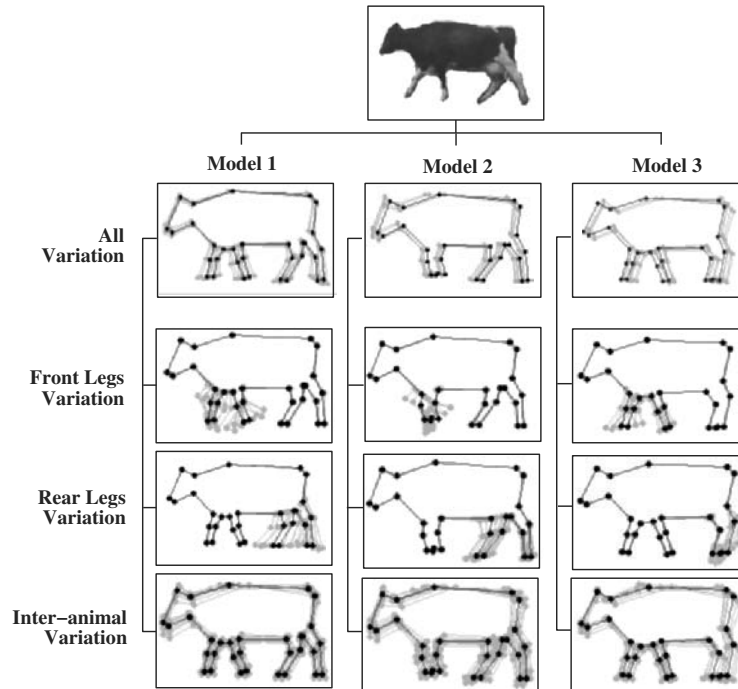 Model 1
Model 2
Model 3
All
Variation
Front Legs
Variation
Rear Legs
Variation
Inter−animal
Variation